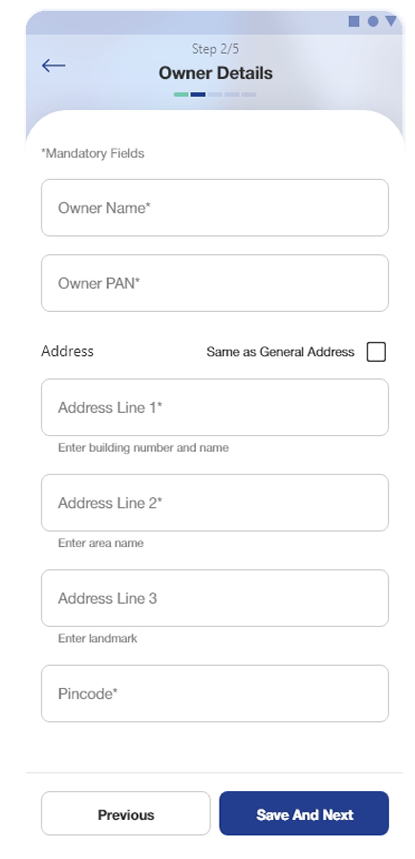 Step 2/5
Owner Details
*Mandatory Fields
Owner Name*
Owner PAN*
Address
Same as General Address
Address Line 1*
Enter building number and name
Address Line 2*
Enter area name
Address Line 3
Enter landmark
Pincode*
Previous
Save And Next